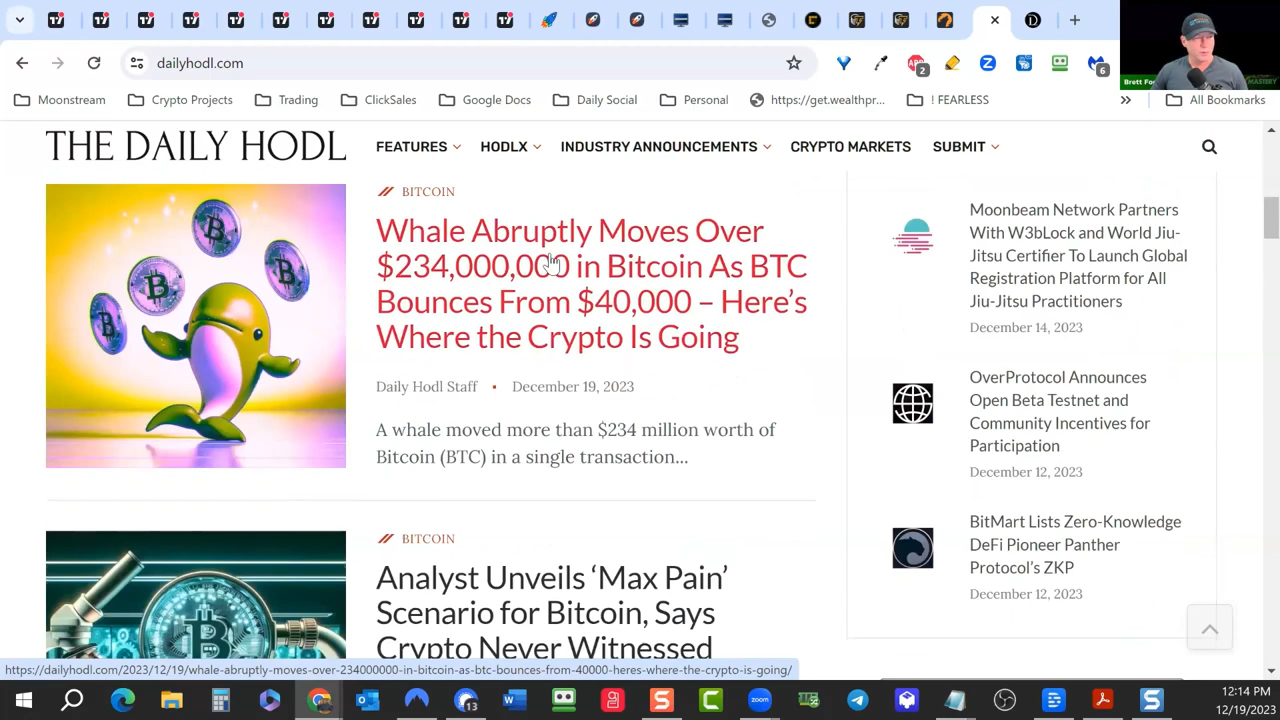 dailyhodl.com
2
6
Brett Fo
MASTERY
Moonstream
Crypto Projects
Trading
ClickSales
Google Docs
Daily Social
Personal
https://get.wealthpr...
! FEARLESS
All Bookmarks
THE DAILY HODL
FEATURES
HODLX
INDUSTRY ANNOUNCEMENTS
CRYPTO MARKETS
SUBMIT
BITCOIN
Whale Abruptly Moves Over
$234,000,000 in Bitcoin As BTC
Bounces From $40,000 – Here’s
Where the Crypto Is Going
Daily Hodl Staff ▪ December 19, 2023
A whale moved more than $234 million worth of
Bitcoin (BTC) in a single transaction...
BITCOIN
Analyst Unveils ‘Max Pain’
Scenario for Bitcoin, Says
Crypto Never Witnessed
Moonbeam Network Partners
With W3bLock and World Jiu-
Jitsu Certifier To Launch Global
Registration Platform for All
Jiu-Jitsu Practitioners
December 14, 2023
OverProtocol Announces
Open Beta Testnet and
Community Incentives for
Participation
December 12, 2023
BitMart Lists Zero-Knowledge
DeFi Pioneer Panther
Protocol’s ZKP
December 12, 2023
https://dailyhodl.com/2023/12/19/whale-abruptly-moves-over-234000000-in-bitcoin-as-btc-bounces-from-40000-heres-where-the-crypto-is-going/
13
zoom
12:14 PM
12/19/2023